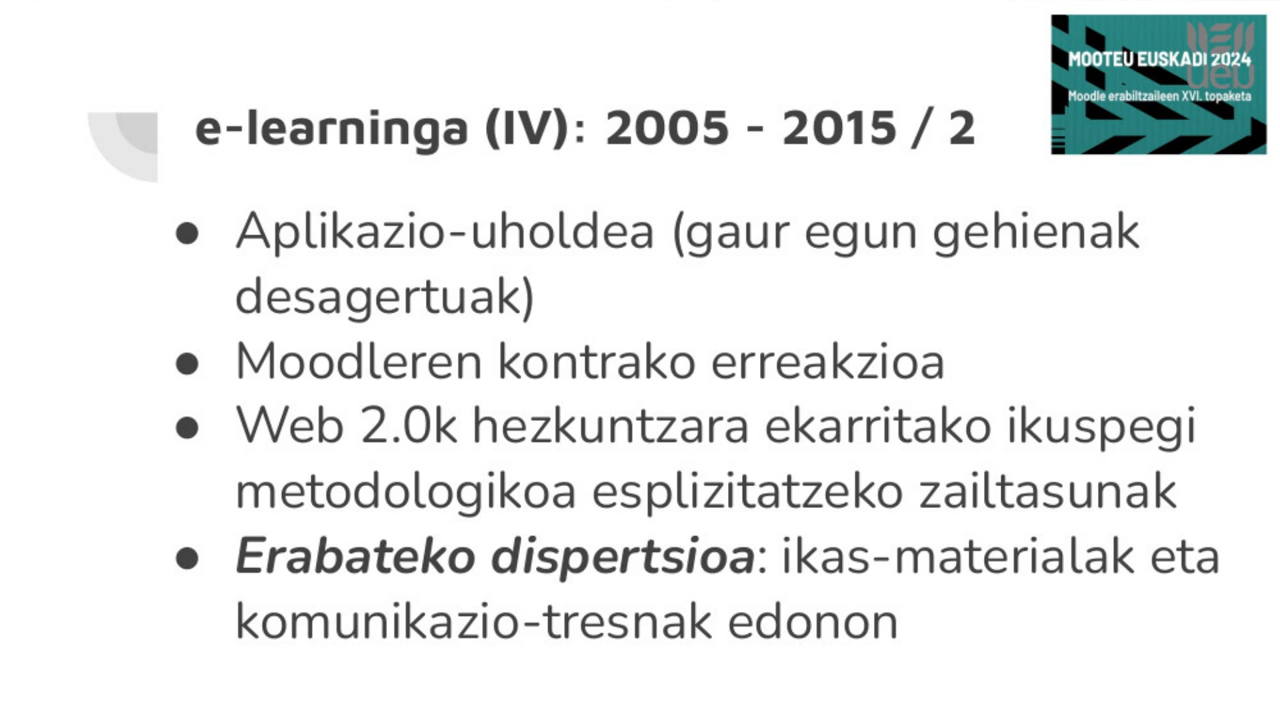 MOOTEU EUSKADI 2024
Moodle erabiltzaileen XVI. topaketa
ueu
e-learninga (IV): 2005 - 2015 / 2
● Aplikazio-uholdea (gaur egun gehienak
desagertuak)
● Moodleren kontrako erreakzioa
● Web 2.0k hezkuntzara ekarritako ikuspegi
metodologikoa esplizitatzeko zailtasunak
● Erabateko dispertsioa: ikas-materialak eta
komunikazio-tresnak edonon